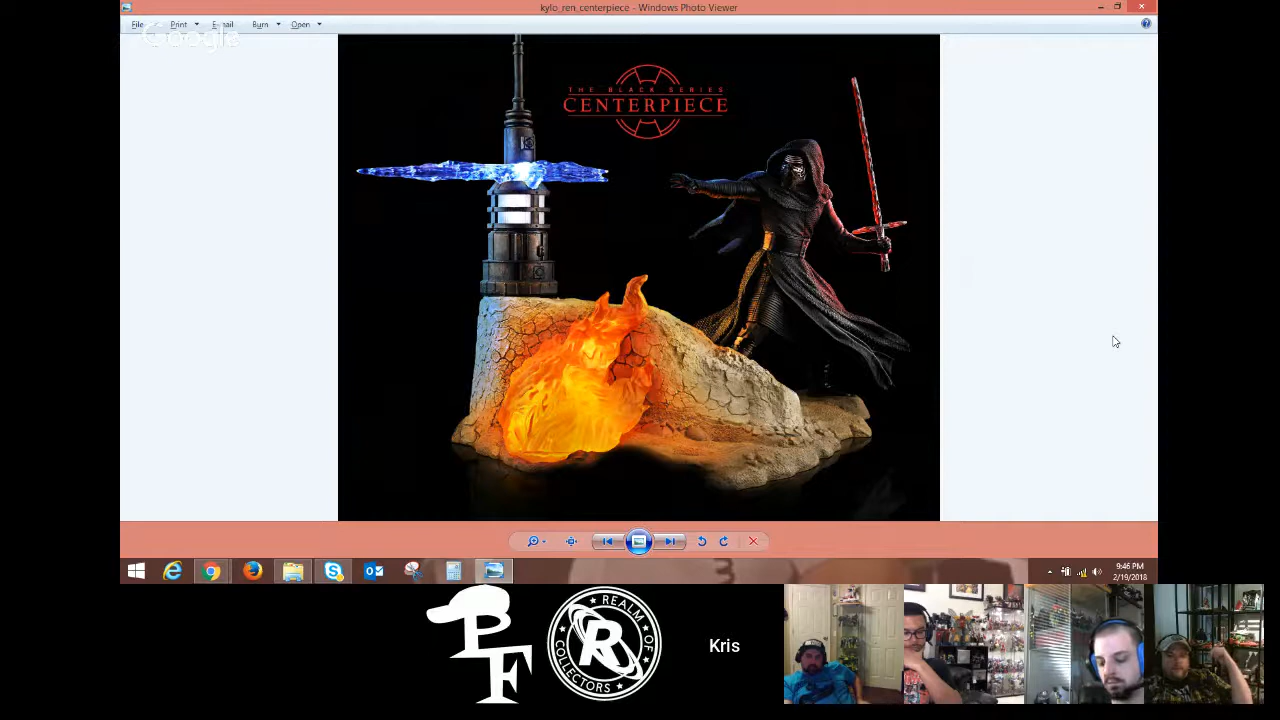 kylo_ren_centerpiece - Windows Photo Viewer
File Print E-mail Burn Open
Google
THE BLACK SERIES
CENTERPIECE
9:46 PM
2/19/2018
PF
REALM OF
R
COLLECTORS
Kris